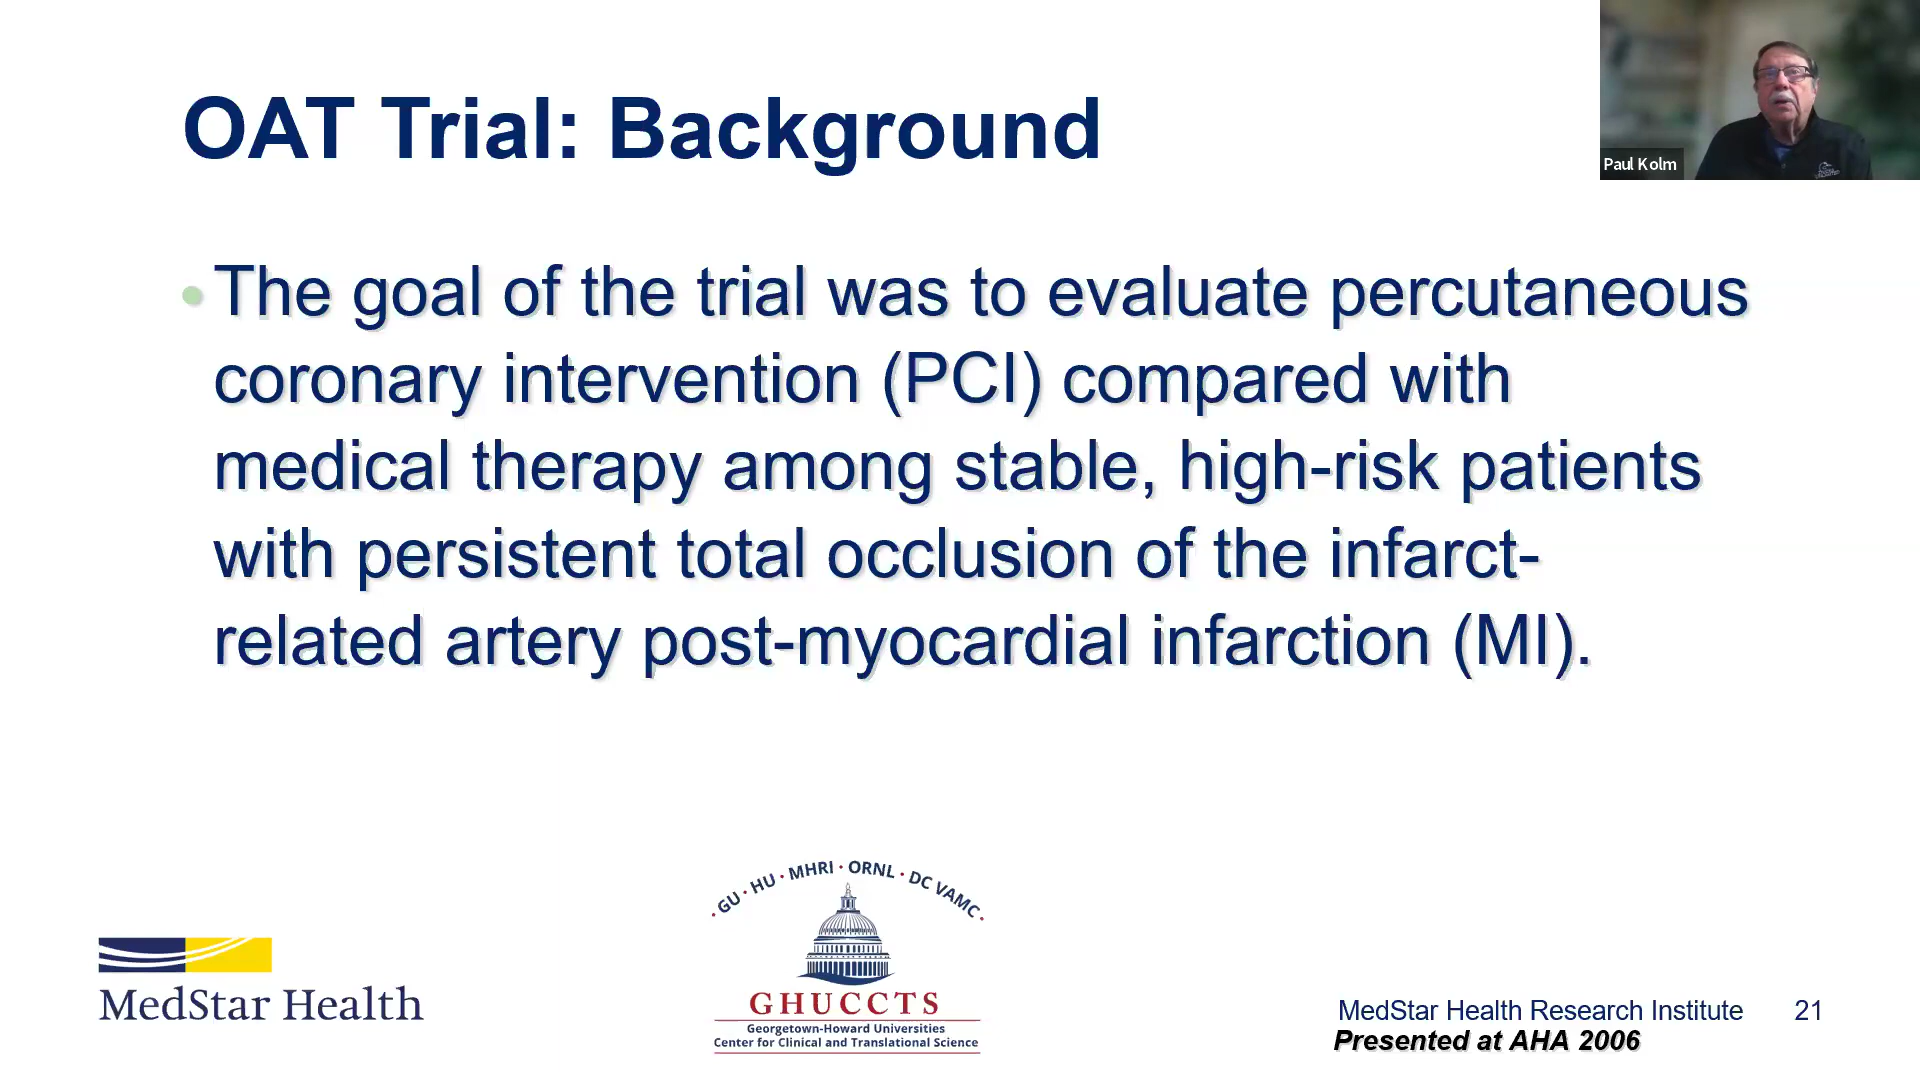 OAT Trial: Background
Paul Kolm
• The goal of the trial was to evaluate percutaneous
coronary intervention (PCI) compared with
medical therapy among stable, high-risk patients
with persistent total occlusion of the infarct-
related artery post-myocardial infarction (MI).
· GU · HU · MHRI · ORNL · DC VAMC ·
GHUCCTS
Georgetown-Howard Universities
Center for Clinical and Translational Science
MedStar Health
MedStar Health Research Institute 21
Presented at AHA 2006